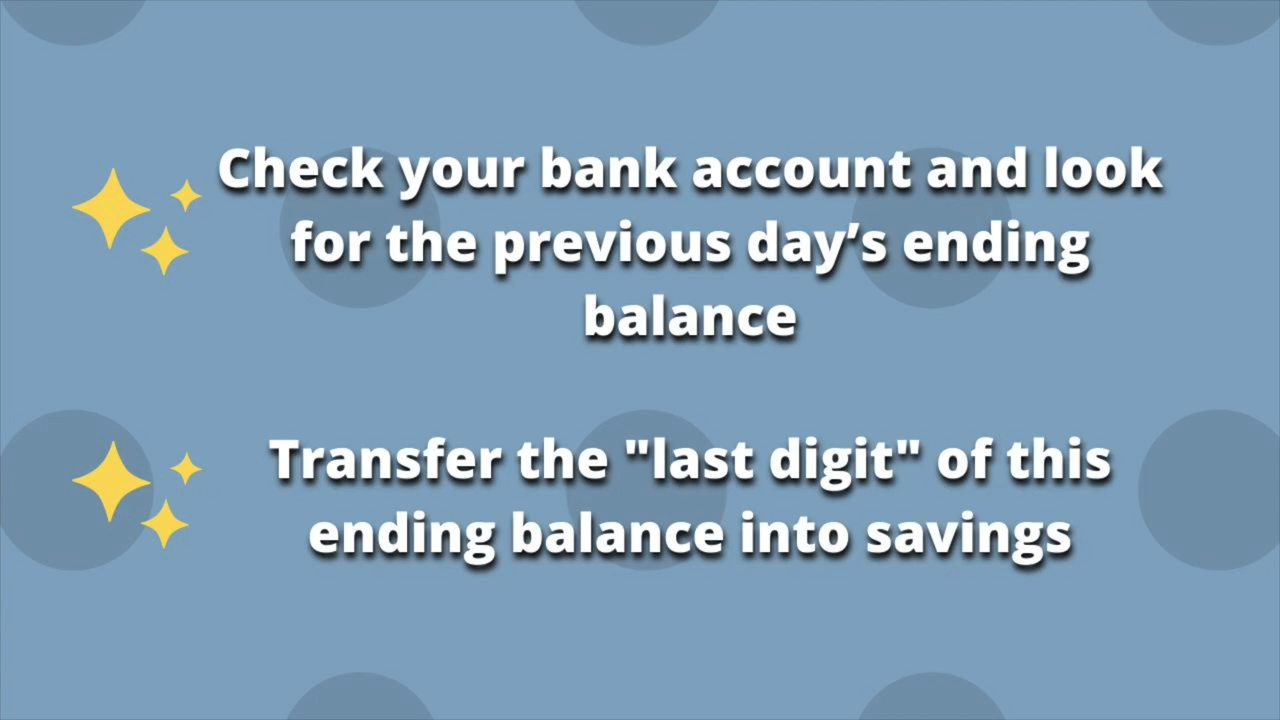 Check your bank account and look
for the previous day’s ending
balance
Transfer the "last digit" of this
ending balance into savings